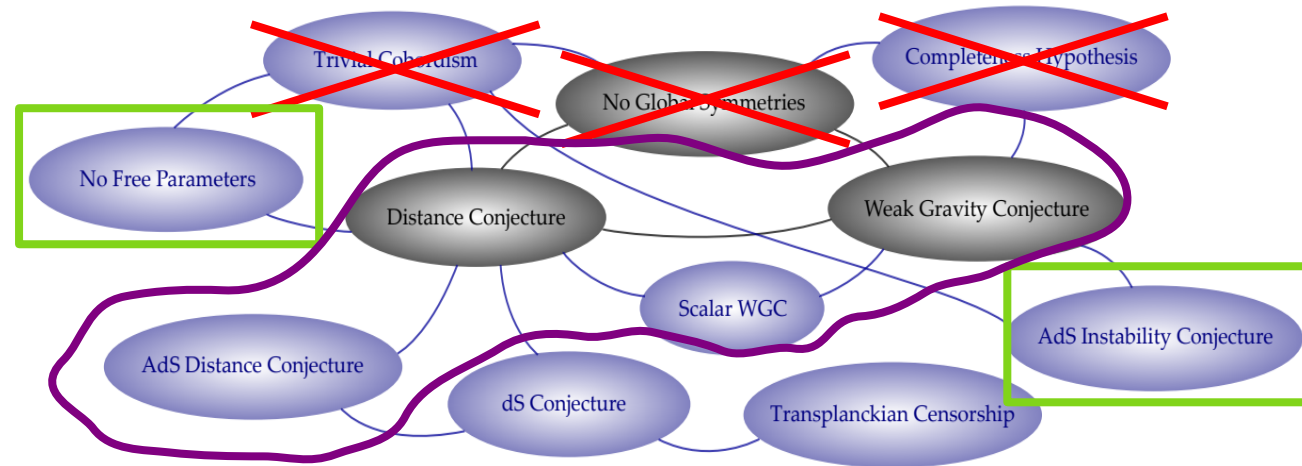 Trivial Cobordism
Completeness Hypothesis
No Global Symmetries
No Free Parameters
Distance Conjecture
Weak Gravity Conjecture
Scalar WGC
AdS Instability Conjecture
AdS Distance Conjecture
dS Conjecture
Transplanckian Censorship